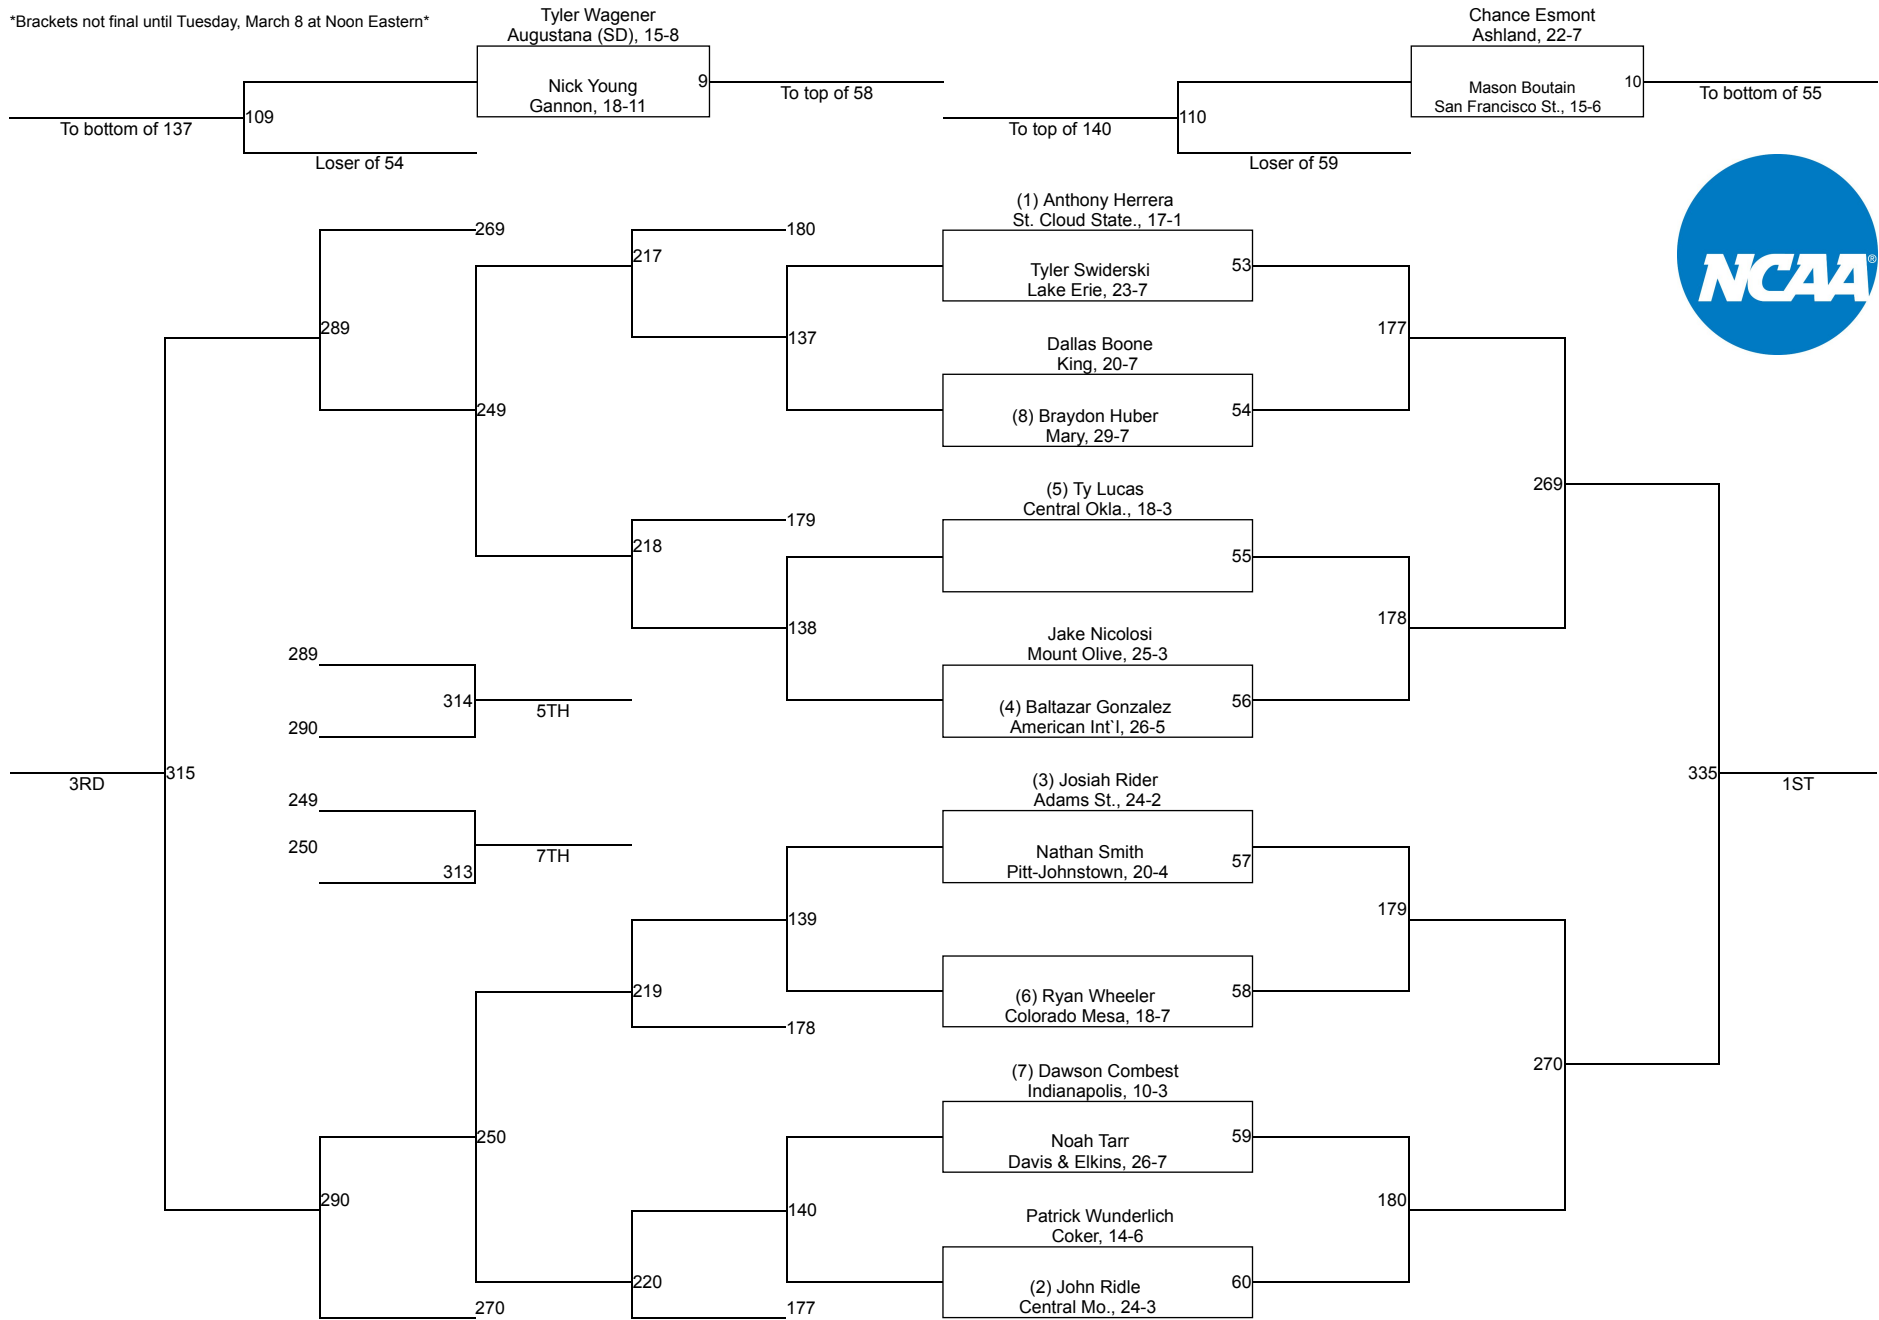 *Brackets not final until Tuesday, March 8 at Noon Eastern*
Tyler Wagener
Augustana (SD), 15-8
Nick Young
Gannon, 18-11
9
To top of 58
109
To bottom of 137
Loser of 54
Chance Esmont
Ashland, 22-7
Mason Boutain
San Francisco St., 15-6
10
To bottom of 55
110
To top of 140
Loser of 59
NCAA®
(1) Anthony Herrera
St. Cloud State., 17-1
Tyler Swiderski
Lake Erie, 23-7
53
Dallas Boone
King, 20-7
(8) Braydon Huber
Mary, 29-7
54
(5) Ty Lucas
Central Okla., 18-3
55
Jake Nicolosi
Mount Olive, 25-3
(4) Baltazar Gonzalez
American Int`l, 26-5
56
(3) Josiah Rider
Adams St., 24-2
Nathan Smith
Pitt-Johnstown, 20-4
57
(6) Ryan Wheeler
Colorado Mesa, 18-7
58
(7) Dawson Combest
Indianapolis, 10-3
Noah Tarr
Davis & Elkins, 26-7
59
Patrick Wunderlich
Coker, 14-6
(2) John Ridle
Central Mo., 24-3
60
177
178
179
180
269
270
335
1ST
180
137
217
179
138
218
139
178
219
140
177
220
249
250
269
289
290
270
315
3RD
289
290
314
5TH
249
250
313
7TH